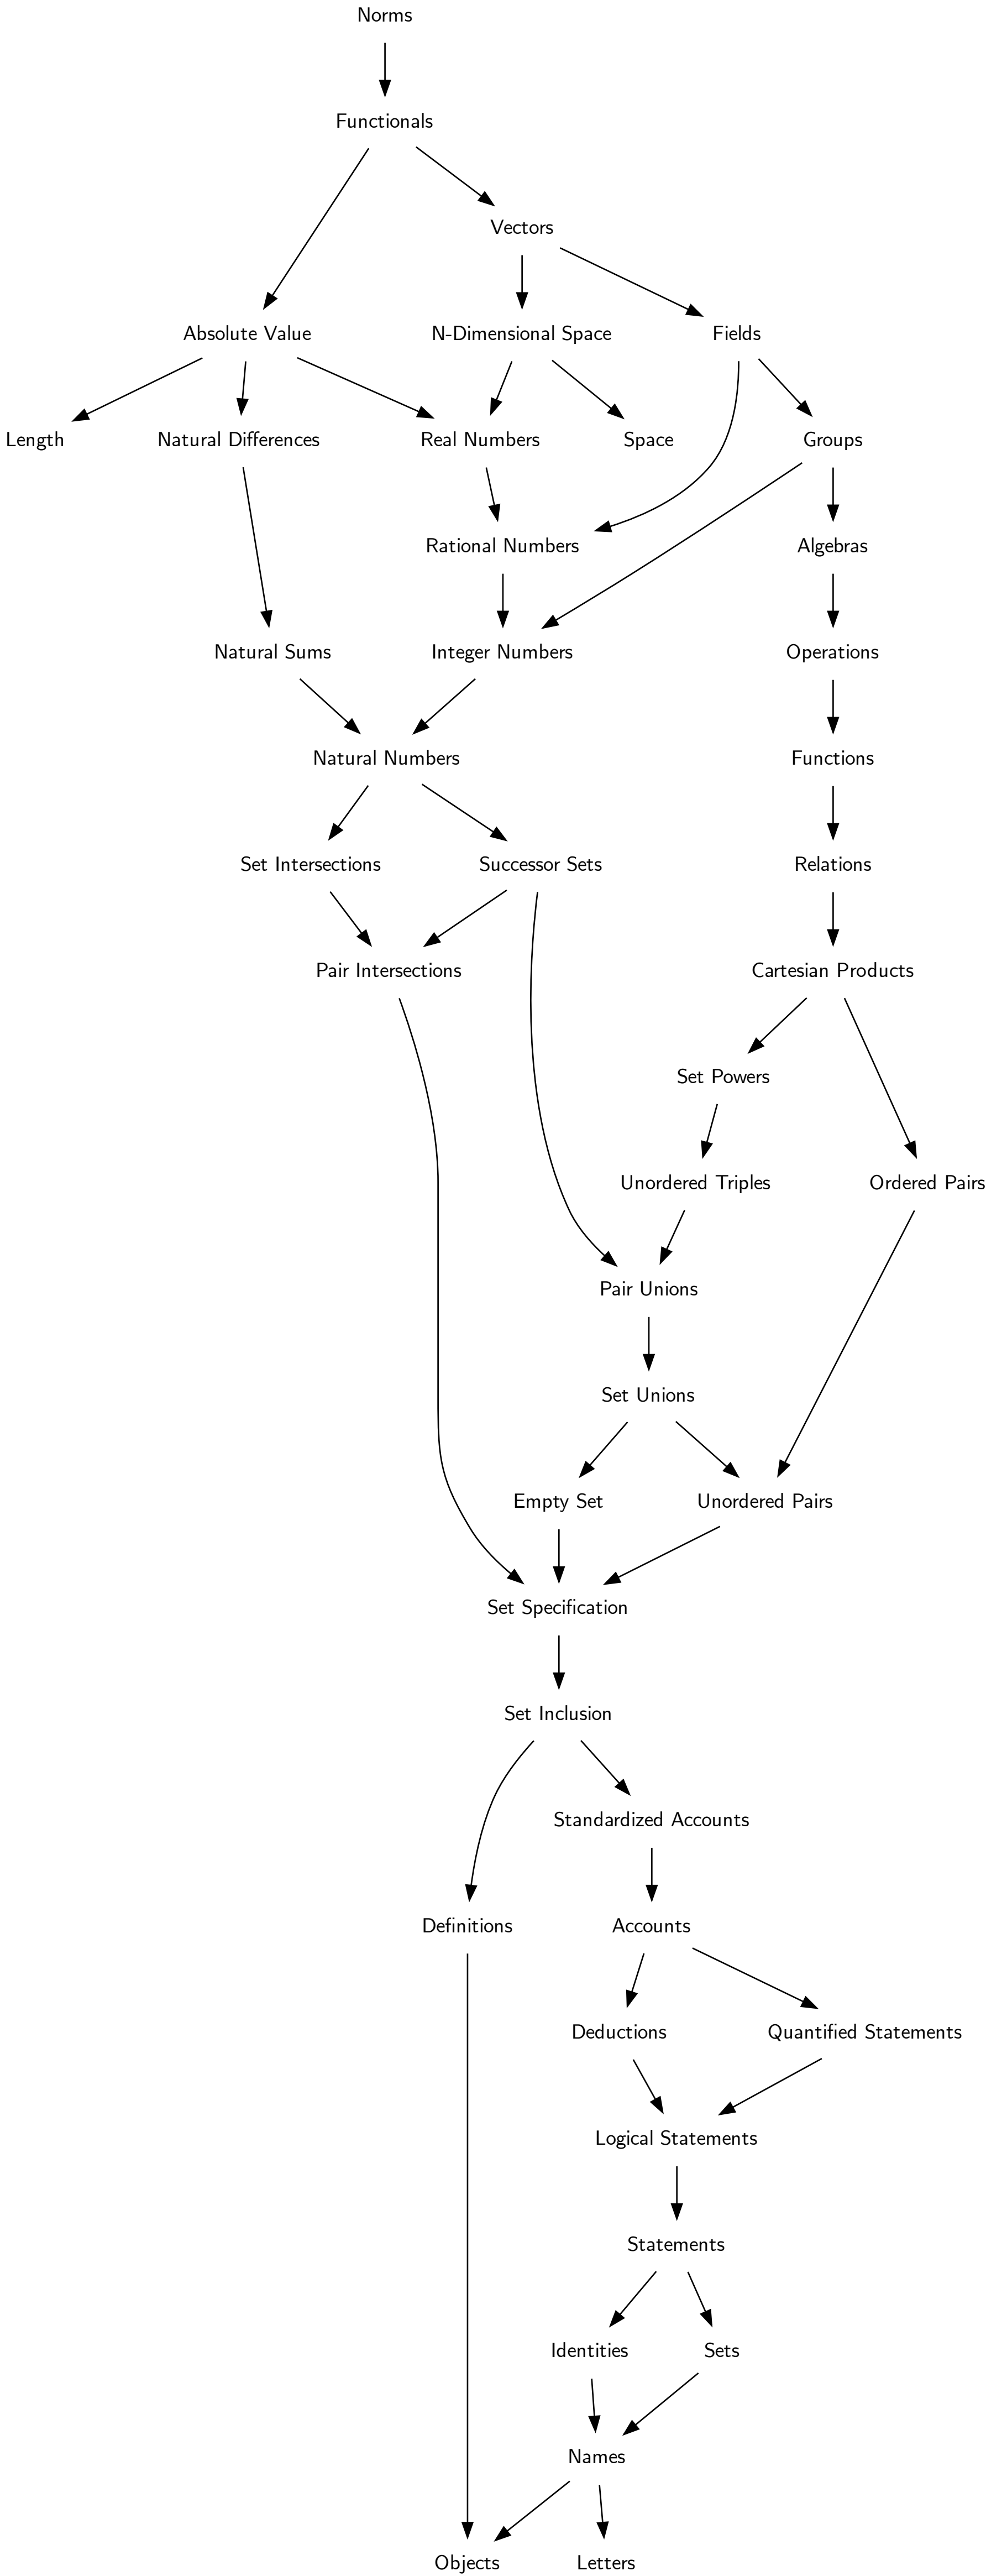 Norms
Functionals
Vectors
Absolute Value
N-Dimensional Space
Fields
Length
Natural Differences
Real Numbers
Space
Groups
Rational Numbers
Algebras
Natural Sums
Integer Numbers
Operations
Natural Numbers
Functions
Set Intersections
Successor Sets
Relations
Pair Intersections
Cartesian Products
Set Powers
Unordered Triples
Ordered Pairs
Pair Unions
Set Unions
Empty Set
Unordered Pairs
Set Specification
Set Inclusion
Standardized Accounts
Definitions
Accounts
Deductions
Quantified Statements
Logical Statements
Statements
Identities
Sets
Names
Objects
Letters